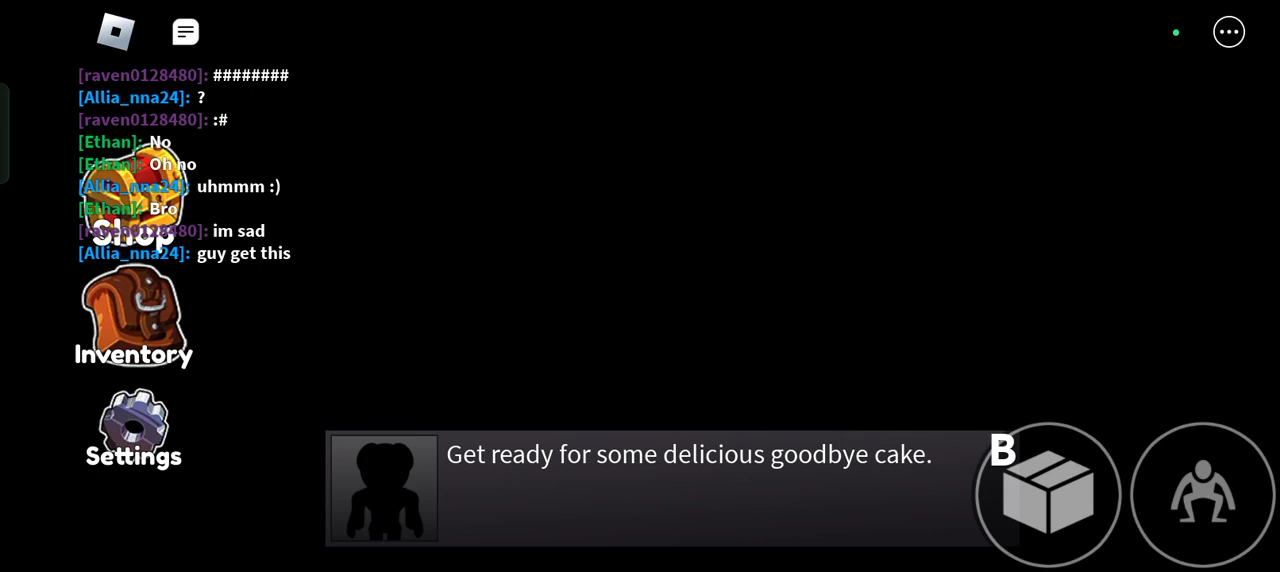 [raven0128480]: ########
[Allia_nna24]: ?
[raven0128480]: :#
[Ethan]: No
[Ethan]: Oh no
[Allia_nna24]: uhmmm :)
[Ethan]: Bro
[raven0128480]: im sad
Shop
[Allia_nna24]: guy get this
Inventory
Settings
Get ready for some delicious goodbye cake.
B